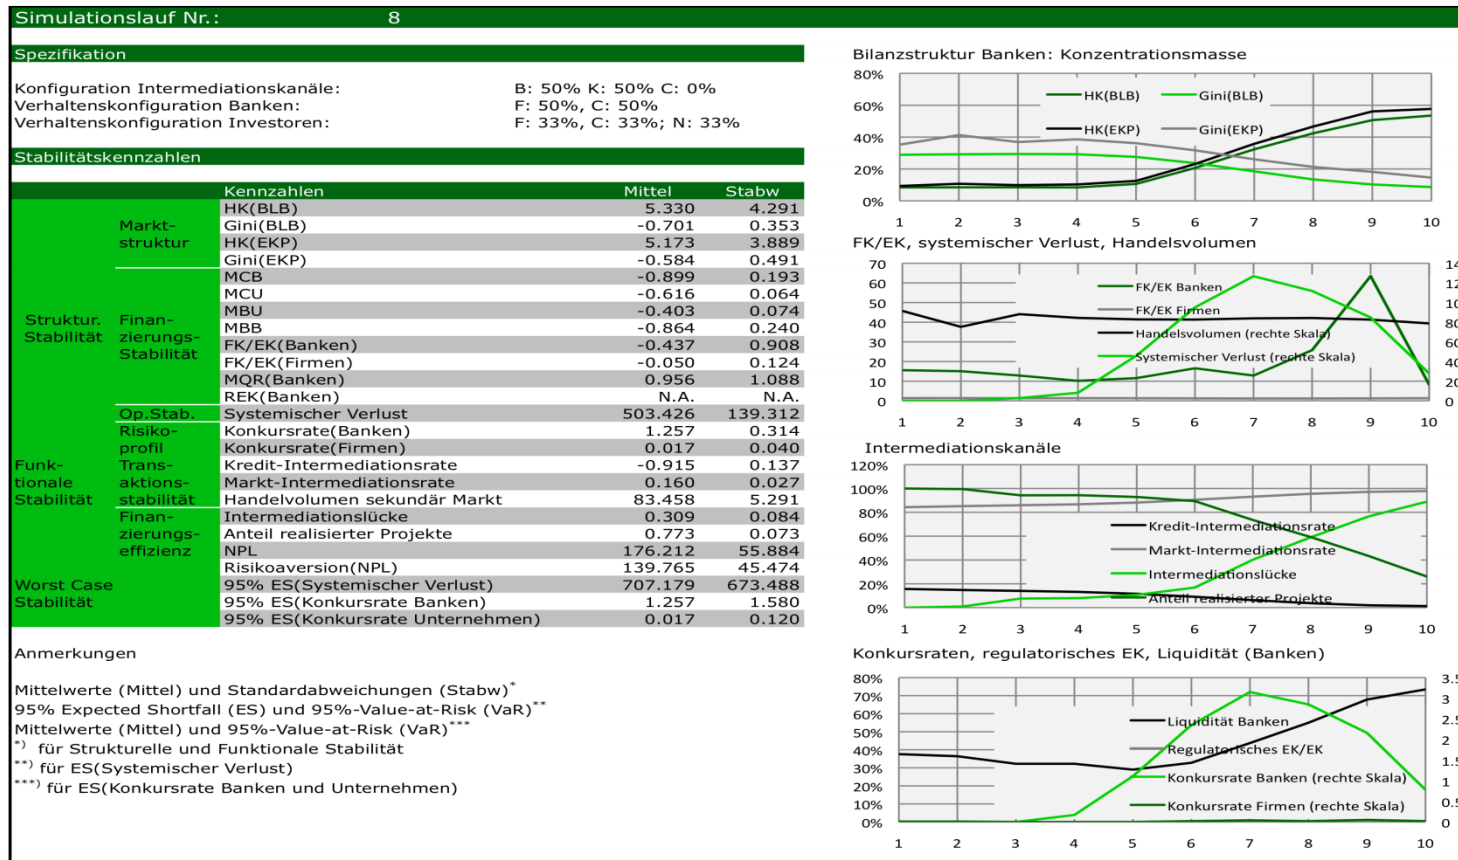 Simulationslauf Nr.: 8
Spezifikation
Konfiguration Intermediationskanäle: B: 50% K: 50% C: 0%
Verhaltenskonfiguration Banken: F: 50%, C: 50%
Verhaltenskonfiguration Investoren: F: 33%, C: 33%; N: 33%
Stabilitätskennzahlen
Kennzahlen Mittel Stabw
HK(BLB) 5.330 4.291
Markt- Gini(BLB) -0.701 0.353
struktur HK(EKP) 5.173 3.889
Gini(EKP) -0.584 0.491
MCB -0.899 0.193
MCU -0.616 0.064
MBU -0.403 0.074
Struktur. Finan- MBB -0.864 0.240
Stabilität zierungs- FK/EK(Banken) -0.437 0.908
Stabilität FK/EK(Firmen) -0.050 0.124
MQR(Banken) 0.956 1.088
REK(Banken) N.A. N.A.
Op.Stab. Systemischer Verlust 503.426 139.312
Risiko- Konkursrate(Banken) 1.257 0.314
profil Konkursrate(Firmen) 0.017 0.040
Funk- Trans- Kredit-Intermediationsrate -0.915 0.137
tionale aktions- Markt-Intermediationsrate 0.160 0.027
Stabilität stabilität Handelvolumen sekundär Markt 83.458 5.291
Finan- Intermediationslücke 0.309 0.084
zierungs- Anteil realisierter Projekte 0.773 0.073
effizienz NPL 176.212 55.884
Risikoaversion(NPL) 139.765 45.474
Worst Case 95% ES(Systemischer Verlust) 707.179 673.488
Stabilität 95% ES(Konkursrate Banken) 1.257 1.580
95% ES(Konkursrate Unternehmen) 0.017 0.120
Anmerkungen
Mittelwerte (Mittel) und Standardabweichungen (Stabw)*
95% Expected Shortfall (ES) und 95%-Value-at-Risk (VaR)**
Mittelwerte (Mittel) und 95%-Value-at-Risk (VaR)***
*) für Strukturelle und Funktionale Stabilität
**) für ES(Systemischer Verlust)
***) für ES(Konkursrate Banken und Unternehmen)
Bilanzstruktur Banken: Konzentrationsmasse
80%
60%
40%
20%
0%
HK(BLB) Gini(BLB)
HK(EKP) Gini(EKP)
1 2 3 4 5 6 7 8 9 10
FK/EK, systemischer Verlust, Handelsvolumen
70
60
50
40
30
20
10
0
FK/EK Banken
FK/EK Firmen
Handelsvolumen (rechte Skala)
Systemischer Verlust (rechte Skala)
14
12
10
80
60
40
20
0
1 2 3 4 5 6 7 8 9 10
Intermediationskanäle
120%
100%
80%
60%
40%
20%
0%
Kredit-Intermediationsrate
Markt-Intermediationsrate
Intermediationslücke
Anteil realisierter Projekte
1 2 3 4 5 6 7 8 9 10
Konkursraten, regulatorisches EK, Liquidität (Banken)
80%
70%
60%
50%
40%
30%
20%
10%
0%
Liquidität Banken
Regulatorisches EK/EK
Konkursrate Banken (rechte Skala)
Konkursrate Firmen (rechte Skala)
3.5
3
2.5
2
1.5
1
0.5
0
1 2 3 4 5 6 7 8 9 10